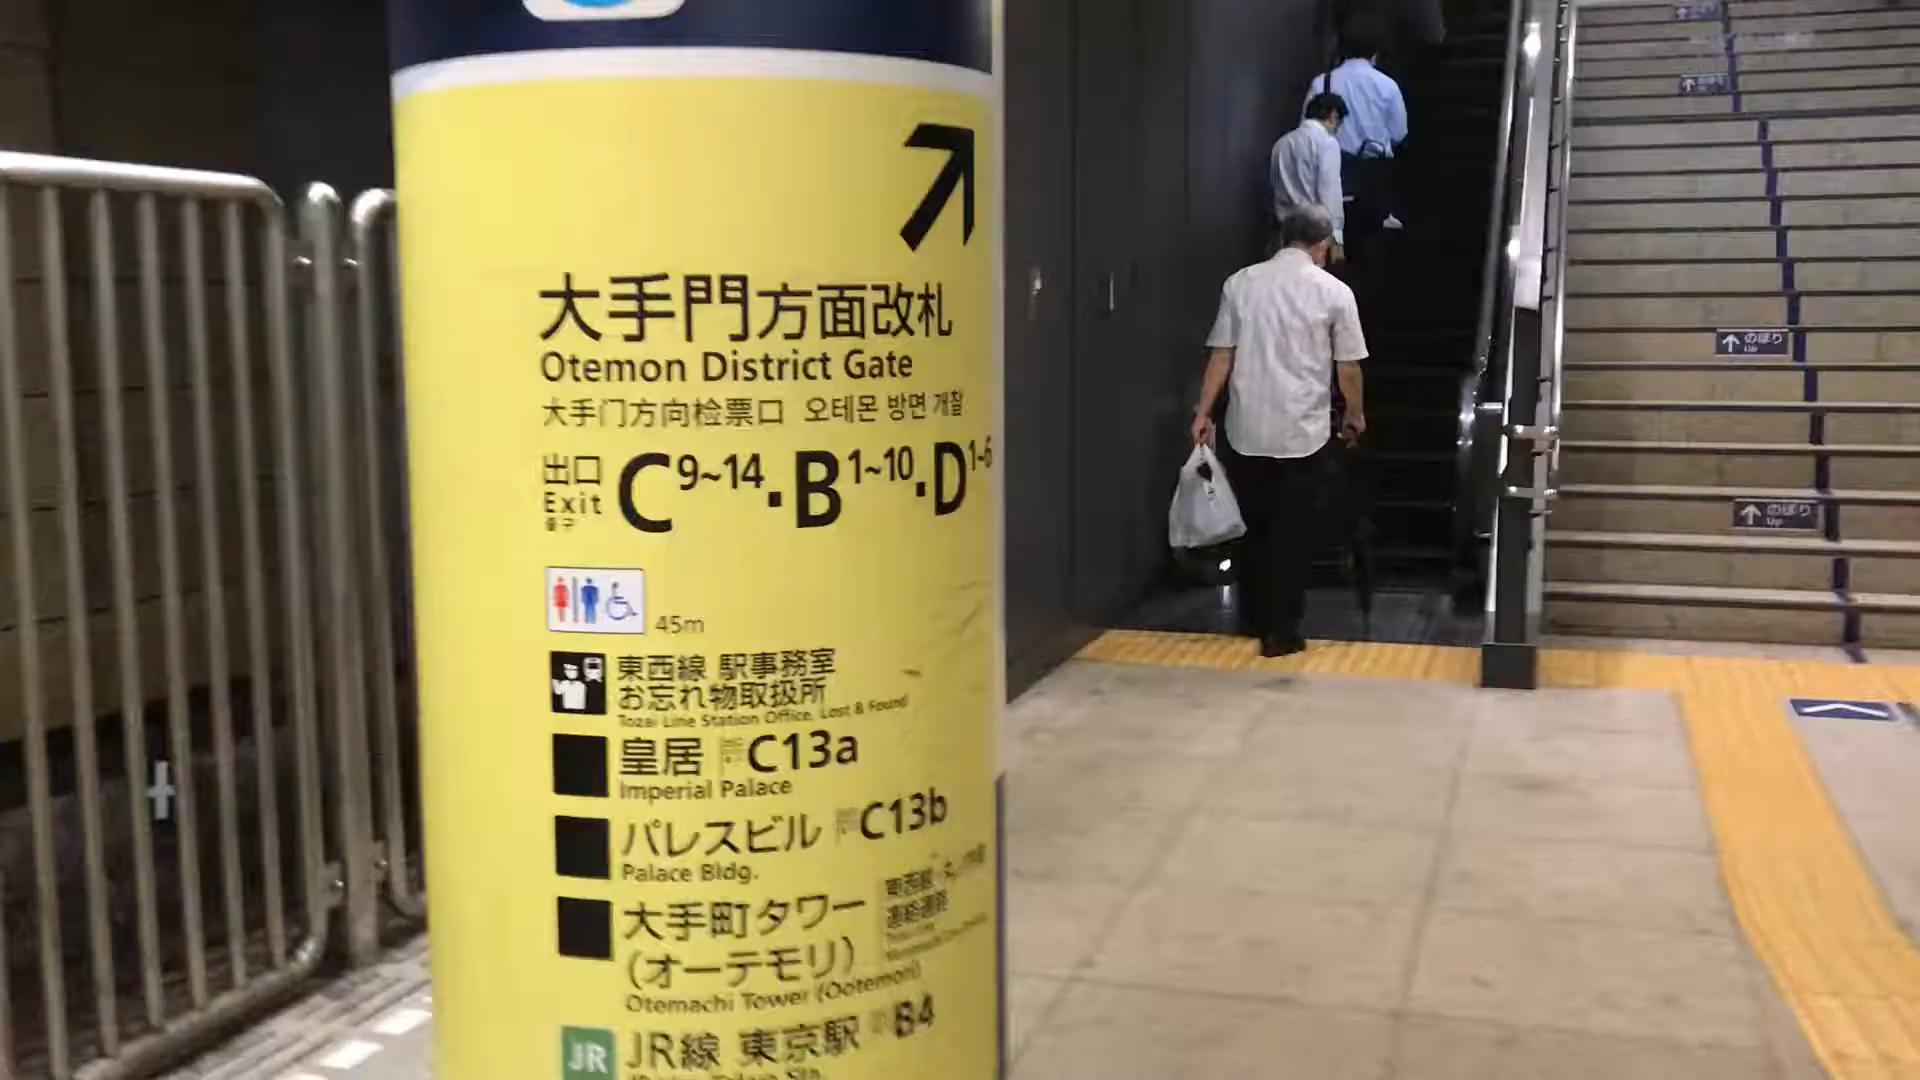 大手門方面改札
Otemon District Gate
大手门方向检票口 오테몬 방면 개찰
出口 C9~14・B1~10・D1~6
Exit
출구
45m
東西線 駅事務室
お忘れ物取扱所
Tozai Line Station Office, Lost & Found
皇居 C13a
Imperial Palace
パレスビル C13b
Palace Bldg.
大手町タワー
(オーテモリ)
Otemachi Tower (Ootemori)
JR JR線 東京駅 B4
のぼり
Up
のぼり
Up